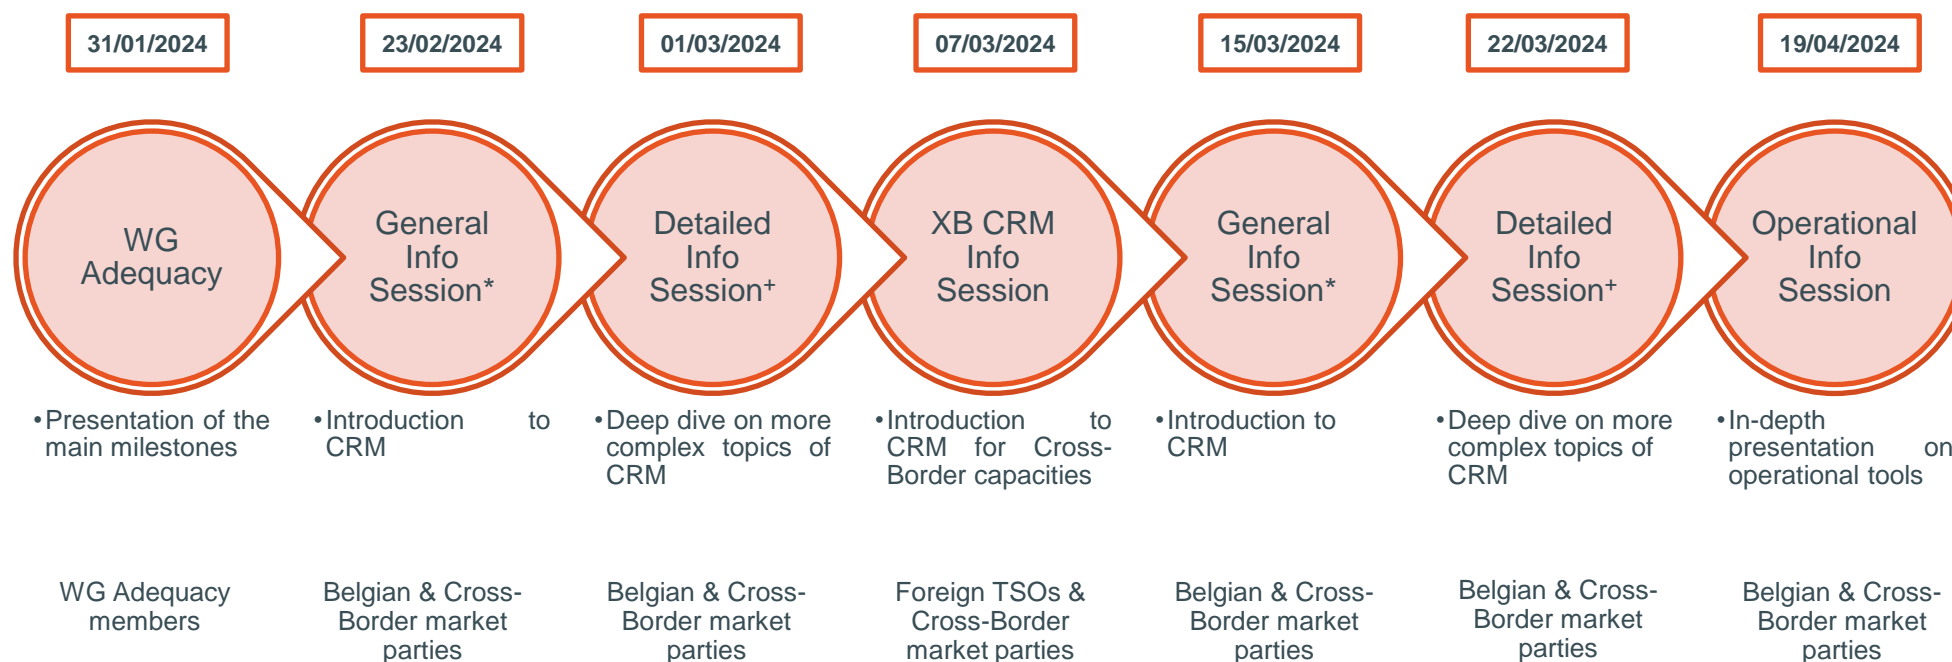 31/01/2024
23/02/2024
01/03/2024
07/03/2024
15/03/2024
22/03/2024
19/04/2024
WG
Adequacy
General
Info
Session*
Detailed
Info
Session+
XB CRM
Info
Session
General
Info
Session*
Detailed
Info
Session+
Operational
Info
Session
•Presentation of the
main milestones
•Introduction to
CRM
•Deep dive on more
complex topics of
CRM
•Introduction to
CRM for Cross-
Border capacities
•Introduction to
CRM
•Deep dive on more
complex topics of
CRM
•In-depth
presentation on
operational tools
WG Adequacy
members
Belgian & Cross-
Border market
parties
Belgian & Cross-
Border market
parties
Foreign TSOs &
Cross-Border
market parties
Belgian & Cross-
Border market
parties
Belgian & Cross-
Border market
parties
Belgian & Cross-
Border market
parties